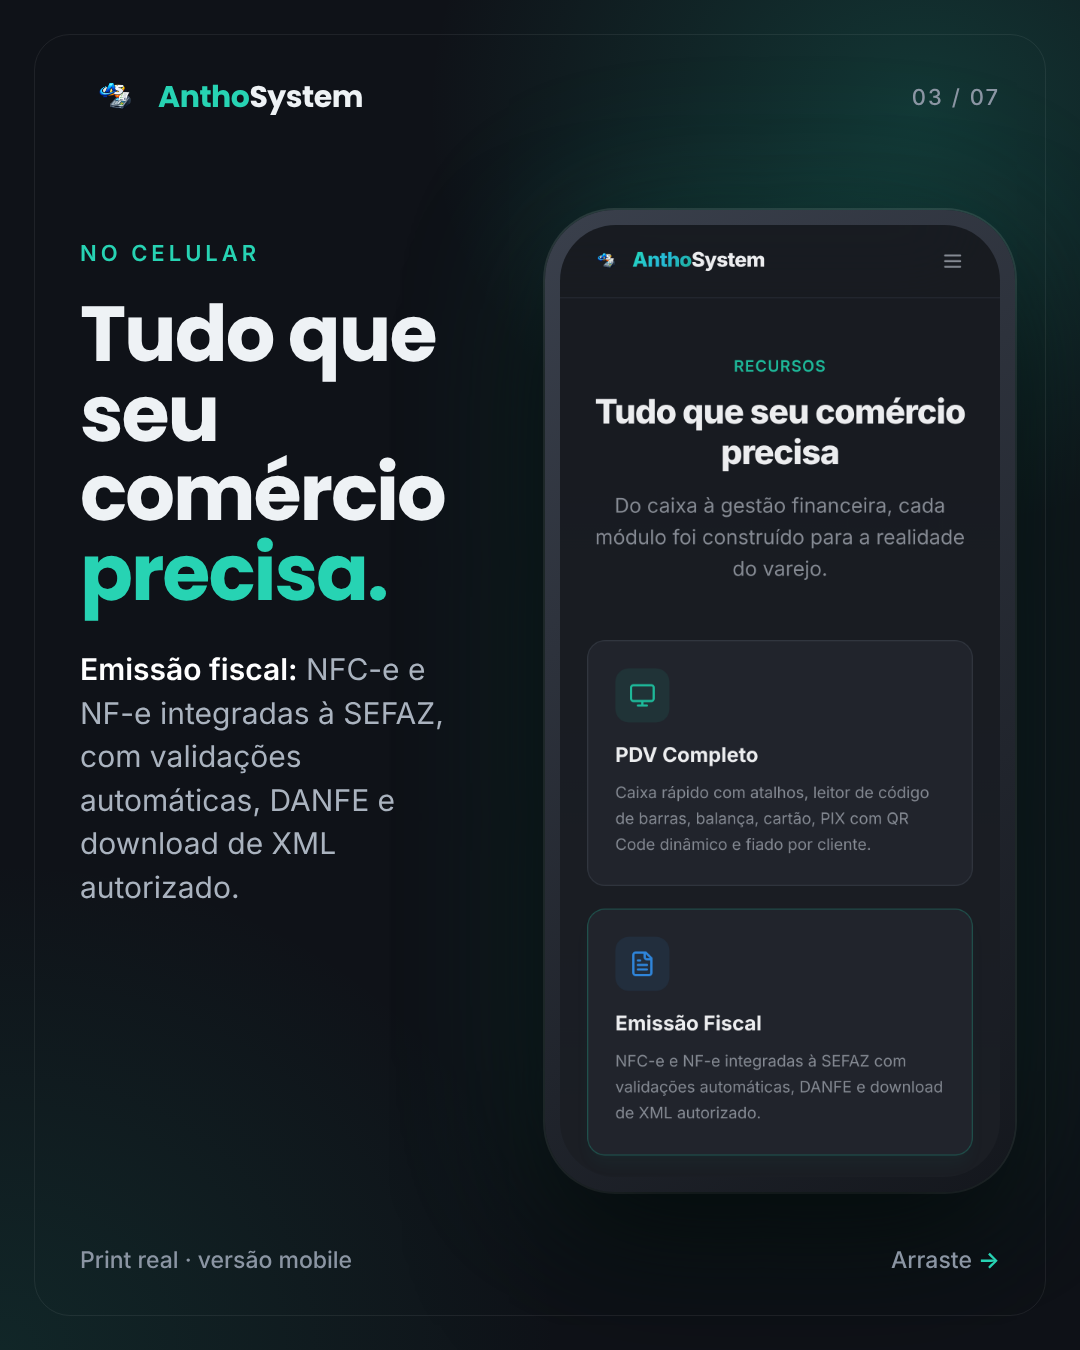 AnthoSystem
03 / 07
NO CELULAR
Tudo que
seu
comércio
precisa.
Emissão fiscal: NFC-e e
NF-e integradas à SEFAZ,
com validações
automáticas, DANFE e
download de XML
autorizado.
AnthoSystem
RECURSOS
Tudo que seu comércio
precisa
Do caixa à gestão financeira, cada
módulo foi construído para a realidade
do varejo.
PDV Completo
Caixa rápido com atalhos, leitor de código
de barras, balança, cartão, PIX com QR
Code dinâmico e fiado por cliente.
Emissão Fiscal
NFC-e e NF-e integradas à SEFAZ com
validações automáticas, DANFE e download
de XML autorizado.
Print real · versão mobile
Arraste →